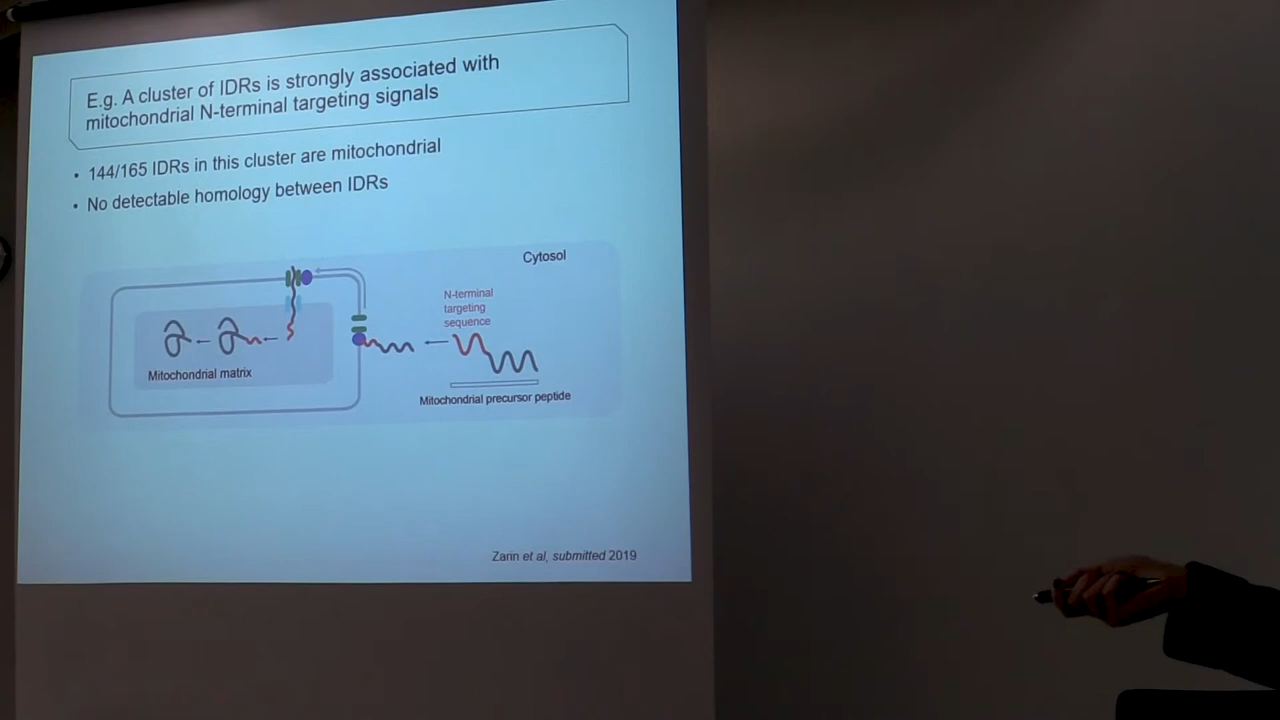 E.g. A cluster of IDRs is strongly associated with
mitochondrial N-terminal targeting signals
• 144/165 IDRs in this cluster are mitochondrial
• No detectable homology between IDRs
Cytosol
N-terminal
targeting
sequence
Mitochondrial matrix
Mitochondrial precursor peptide
Zarin et al, submitted 2019